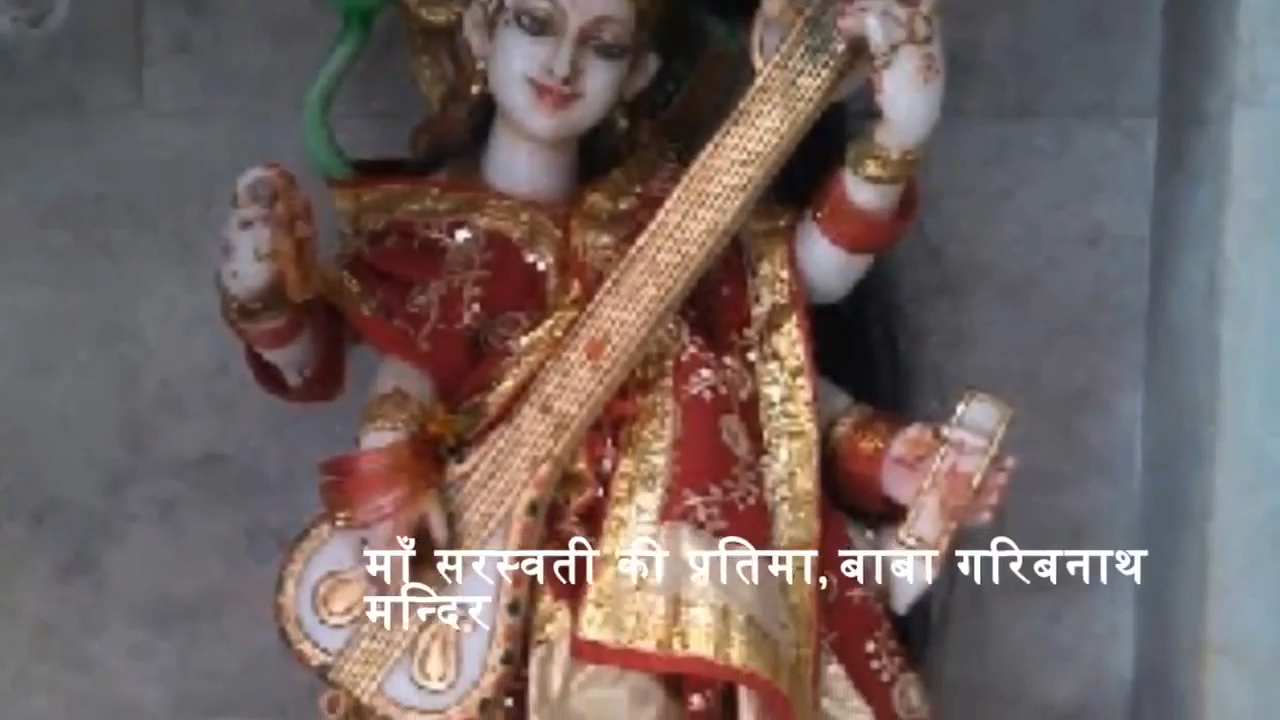 माँ सरस्वती की प्रतिमा,बाबा गरिबनाथ
मन्दिर